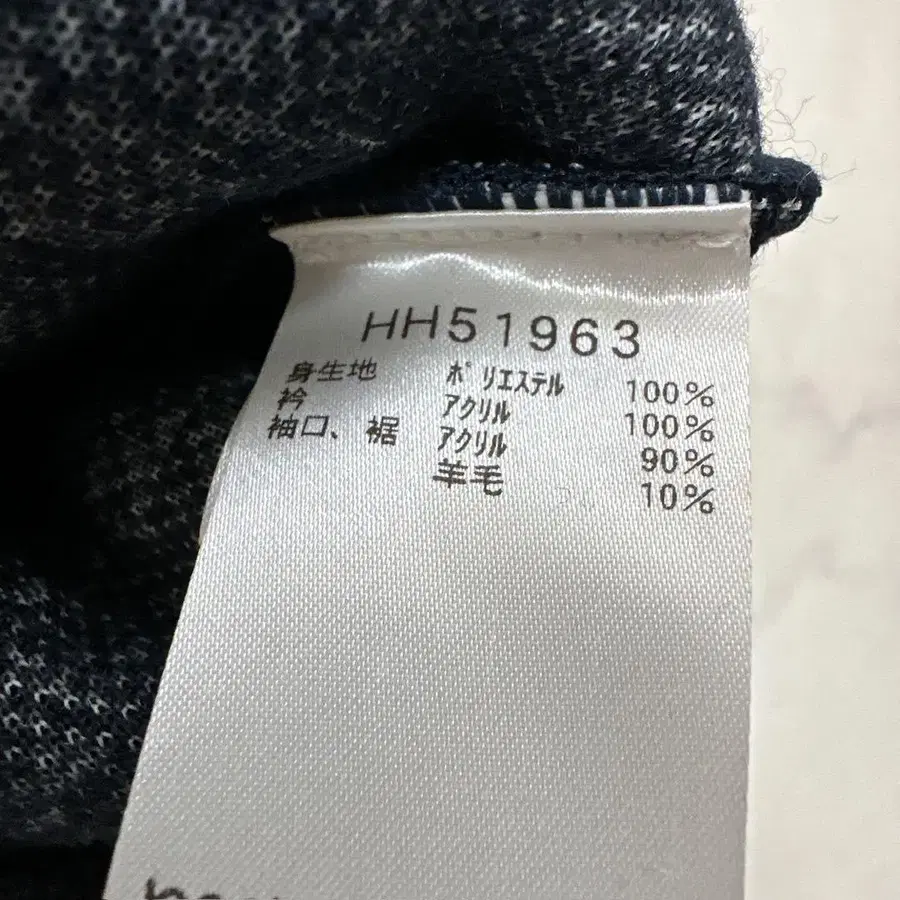 HH51963
身生地 ポリエステル 100%
衿 アクリル 100%
袖口、裾 アクリル 90%
羊毛 10%